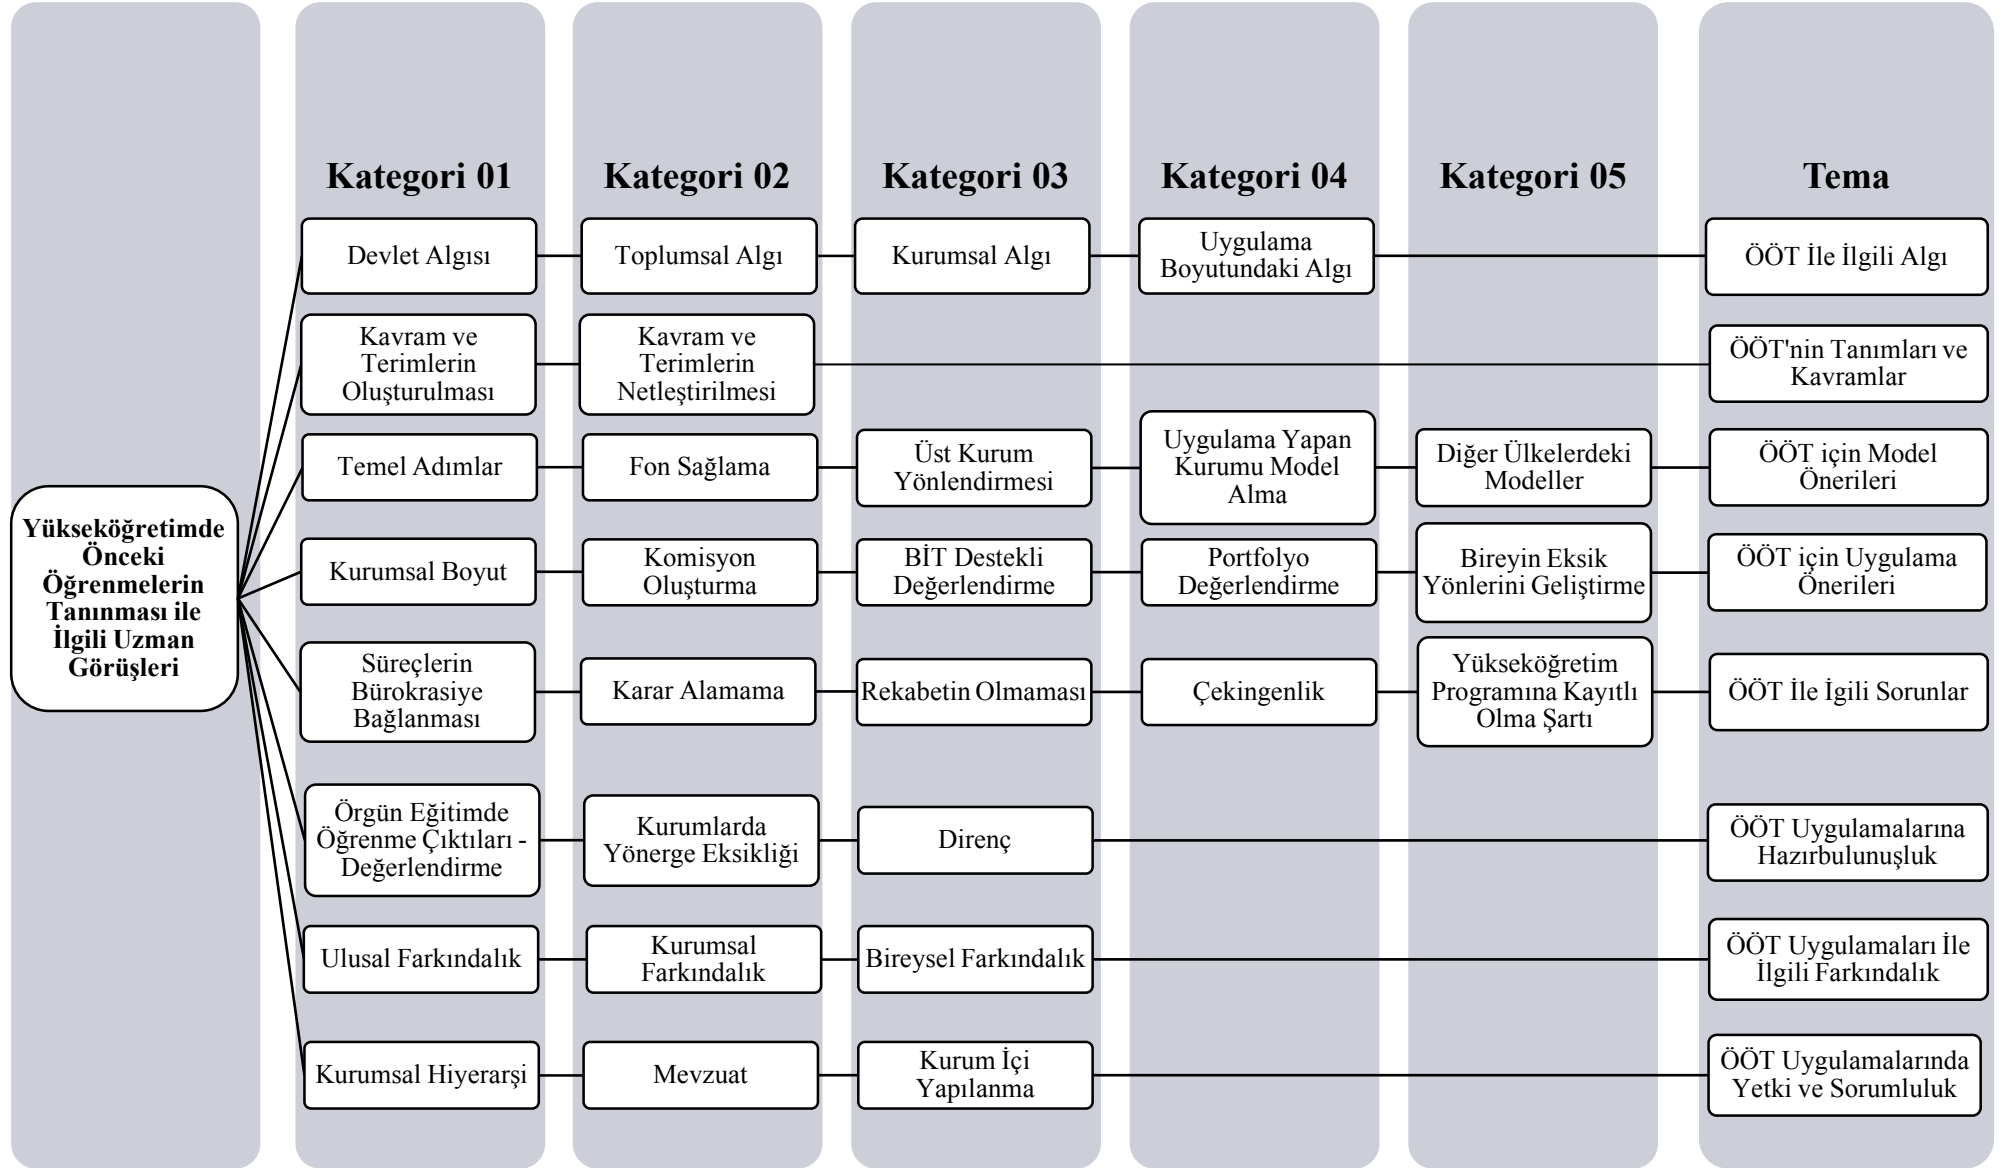 Kategori 01
Kategori 02
Kategori 03
Kategori 04
Kategori 05
Tema
Yükseköğretimde
Önceki
Öğrenmelerin
Tanınması ile
İlgili Uzman
Görüşleri
Devlet Algısı
Toplumsal Algı
Kurumsal Algı
Uygulama
Boyutundaki Algı
ÖÖT İle İlgili Algı
Kavram ve
Terimlerin
Oluşturulması
Kavram ve
Terimlerin
Netleştirilmesi
ÖÖT'nin Tanımları ve
Kavramlar
Temel Adımlar
Fon Sağlama
Üst Kurum
Yönlendirmesi
Uygulama Yapan
Kurumu Model
Alma
Diğer Ülkelerdeki
Modeller
ÖÖT için Model
Önerileri
Kurumsal Boyut
Komisyon
Oluşturma
BİT Destekli
Değerlendirme
Portfolyo
Değerlendirme
Bireyin Eksik
Yönlerini Geliştirme
ÖÖT için Uygulama
Önerileri
Süreçlerin
Bürokrasiye
Bağlanması
Karar Alamama
Rekabetin Olmaması
Çekingenlik
Yükseköğretim
Programına Kayıtlı
Olma Şartı
ÖÖT İle İgili Sorunlar
Örgün Eğitimde
Öğrenme Çıktıları -
Değerlendirme
Kurumlarda
Yönerge Eksikliği
Direnç
ÖÖT Uygulamalarına
Hazırbulunuşluk
Ulusal Farkındalık
Kurumsal
Farkındalık
Bireysel Farkındalık
ÖÖT Uygulamaları İle
İlgili Farkındalık
Kurumsal Hiyerarşi
Mevzuat
Kurum İçi
Yapılanma
ÖÖT Uygulamalarında
Yetki ve Sorumluluk